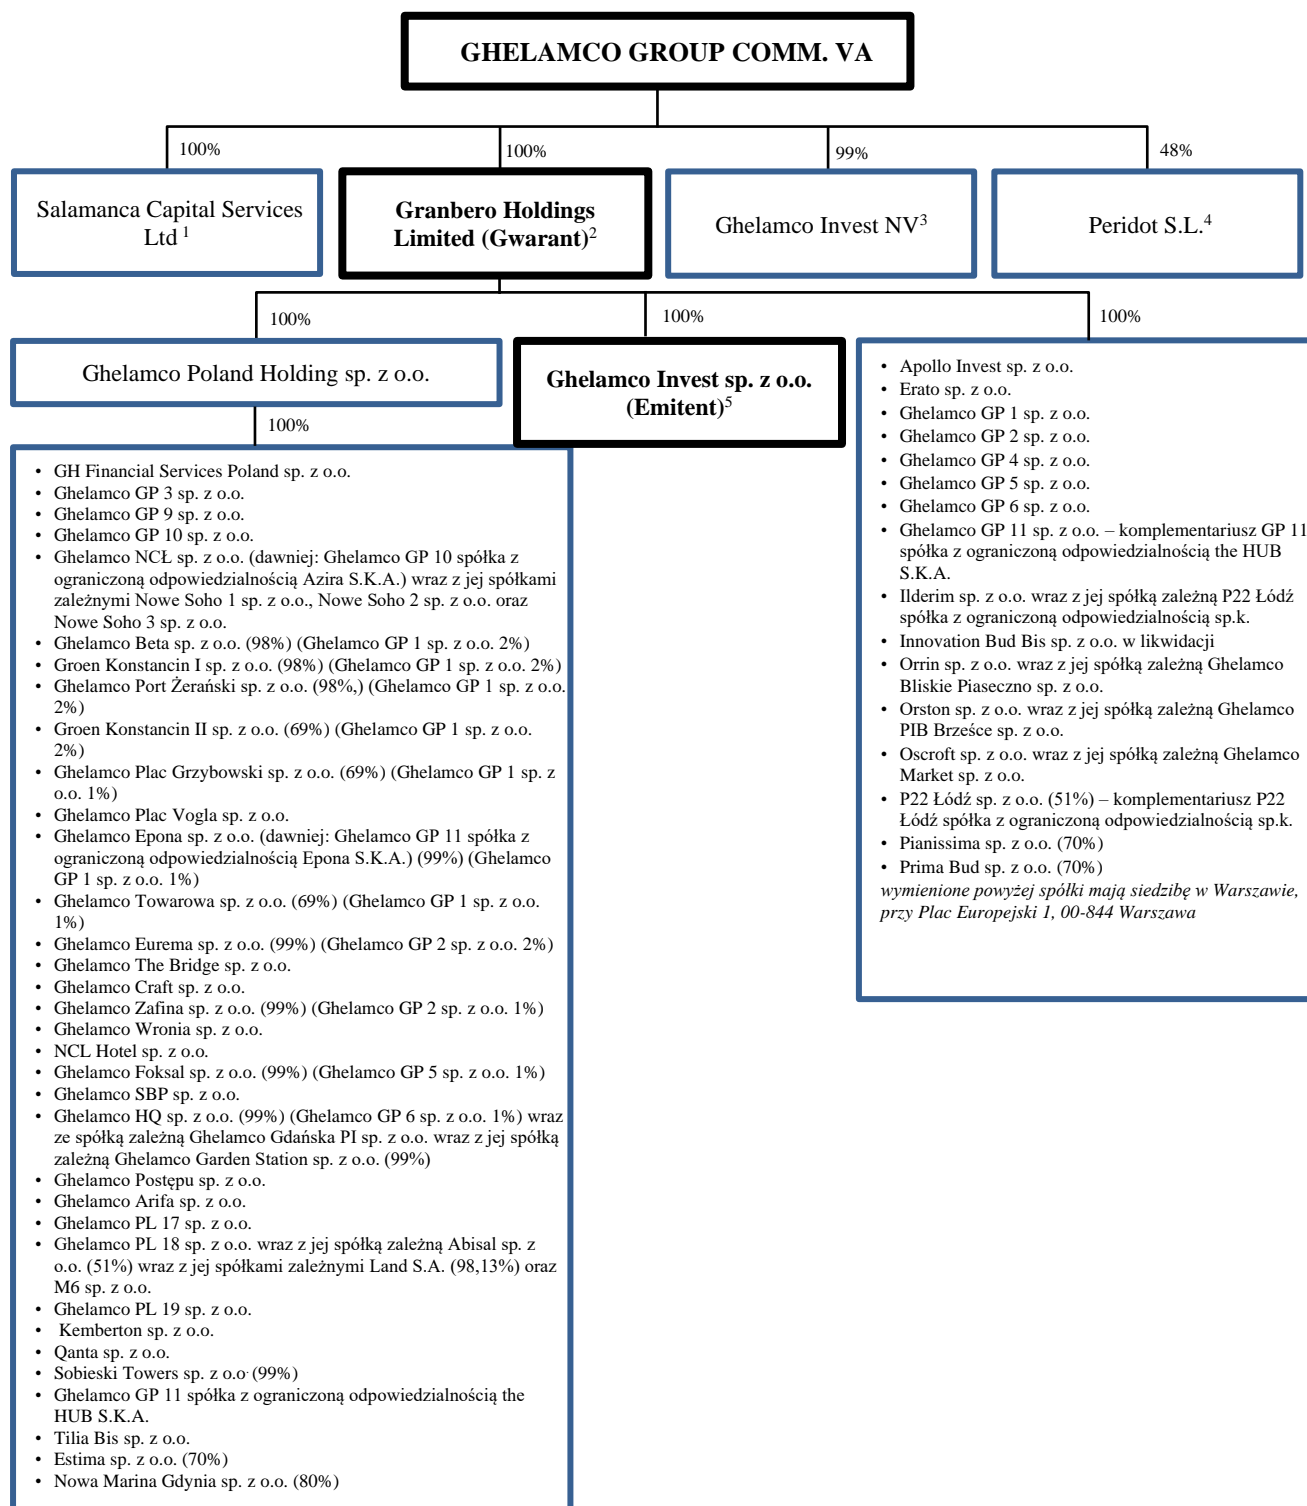 GHELAMCO GROUP COMM. VA
100%
100%
99%
48%
Salamanca Capital Services
Ltd 1
Granbero Holdings
Limited (Gwarant)2
Ghelamco Invest NV3
Peridot S.L.4
100%
100%
100%
Ghelamco Poland Holding sp. z o.o.
Ghelamco Invest sp. z o.o.
(Emitent)5
100%
• GH Financial Services Poland sp. z o.o.
• Ghelamco GP 3 sp. z o.o.
• Ghelamco GP 9 sp. z o.o.
• Ghelamco GP 10 sp. z o.o.
• Ghelamco NCŁ sp. z o.o. (dawniej: Ghelamco GP 10 spółka z
ograniczoną odpowiedzialnością Azira S.K.A.) wraz z jej spółkami
zależnymi Nowe Soho 1 sp. z o.o., Nowe Soho 2 sp. z o.o. oraz
Nowe Soho 3 sp. z o.o.
• Ghelamco Beta sp. z o.o. (98%) (Ghelamco GP 1 sp. z o.o. 2%)
• Groen Konstancin I sp. z o.o. (98%) (Ghelamco GP 1 sp. z o.o. 2%)
• Ghelamco Port Żerański sp. z o.o. (98%,) (Ghelamco GP 1 sp. z o.o.
2%)
• Groen Konstancin II sp. z o.o. (69%) (Ghelamco GP 1 sp. z o.o.
2%)
• Ghelamco Plac Grzybowski sp. z o.o. (69%) (Ghelamco GP 1 sp. z
o.o. 1%)
• Ghelamco Plac Vogla sp. z o.o.
• Ghelamco Epona sp. z o.o. (dawniej: Ghelamco GP 11 spółka z
ograniczoną odpowiedzialnością Epona S.K.A.) (99%) (Ghelamco
GP 1 sp. z o.o. 1%)
• Ghelamco Towarowa sp. z o.o. (69%) (Ghelamco GP 1 sp. z o.o.
1%)
• Ghelamco Eurema sp. z o.o. (99%) (Ghelamco GP 2 sp. z o.o. 2%)
• Ghelamco The Bridge sp. z o.o.
• Ghelamco Craft sp. z o.o.
• Ghelamco Zafina sp. z o.o. (99%) (Ghelamco GP 2 sp. z o.o. 1%)
• Ghelamco Wronia sp. z o.o.
• NCL Hotel sp. z o.o.
• Ghelamco Foksal sp. z o.o. (99%) (Ghelamco GP 5 sp. z o.o. 1%)
• Ghelamco SBP sp. z o.o.
• Ghelamco HQ sp. z o.o. (99%) (Ghelamco GP 6 sp. z o.o. 1%) wraz
ze spółką zależną Ghelamco Gdańska PI sp. z o.o. wraz z jej spółką
zależną Ghelamco Garden Station sp. z o.o. (99%)
• Ghelamco Postępu sp. z o.o.
• Ghelamco Arifa sp. z o.o.
• Ghelamco PL 17 sp. z o.o.
• Ghelamco PL 18 sp. z o.o. wraz z jej spółką zależną Abisal sp. z
o.o. (51%) wraz z jej spółkami zależnymi Land S.A. (98,13%) oraz
M6 sp. z o.o.
• Ghelamco PL 19 sp. z o.o.
• Kemberton sp. z o.o.
• Qanta sp. z o.o.
• Sobieski Towers sp. z o.o. (99%)
• Ghelamco GP 11 spółka z ograniczoną odpowiedzialnością the
HUB S.K.A.
• Tilia Bis sp. z o.o.
• Estima sp. z o.o. (70%)
• Nowa Marina Gdynia sp. z o.o. (80%)
• Apollo Invest sp. z o.o.
• Erato sp. z o.o.
• Ghelamco GP 1 sp. z o.o.
• Ghelamco GP 2 sp. z o.o.
• Ghelamco GP 4 sp. z o.o.
• Ghelamco GP 5 sp. z o.o.
• Ghelamco GP 6 sp. z o.o.
• Ghelamco GP 11 sp. z o.o. – komplementariusz GP 11
spółka z ograniczoną odpowiedzialnością the HUB
S.K.A.
• Ilderim sp. z o.o. wraz z jej spółką zależną P22 Łódź
spółka z ograniczoną odpowiedzialnością sp.k.
• Innovation Bud Bis sp. z o.o. w likwidacji
• Orrin sp. z o.o. wraz z jej spółką zależną Ghelamco
Bliskie Piaseczno sp. z o.o.
• Orston sp. z o.o. wraz z jej spółką zależną Ghelamco
PIB Brześce sp. z o.o.
• Oscroft sp. z o.o. wraz z jej spółką zależną Ghelamco
Market sp. z o.o.
• P22 Łódź sp. z o.o. (51%) – komplementariusz P22
Łódź spółka z ograniczoną odpowiedzialnością sp.k.
• Pianissima sp. z o.o. (70%)
• Prima Bud sp. z o.o. (70%)
wymienione powyżej spółki mają siedzibę w Warszawie,
przy Plac Europejski 1, 00-844 Warszawa